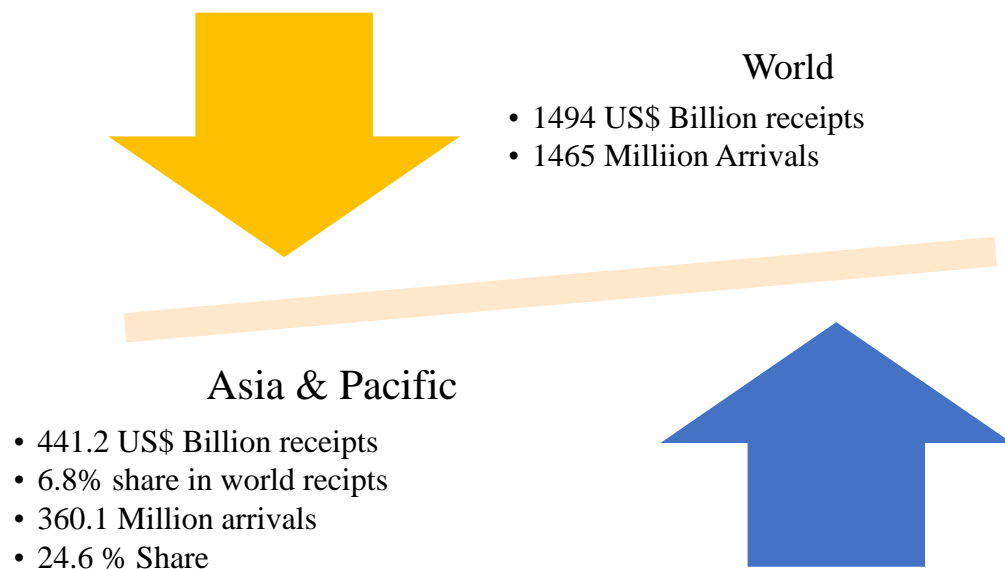 World
• 1494 US$ Billion receipts
• 1465 Milliion Arrivals
Asia & Pacific
• 441.2 US$ Billion receipts
• 6.8% share in world recipts
• 360.1 Million arrivals
• 24.6 % Share